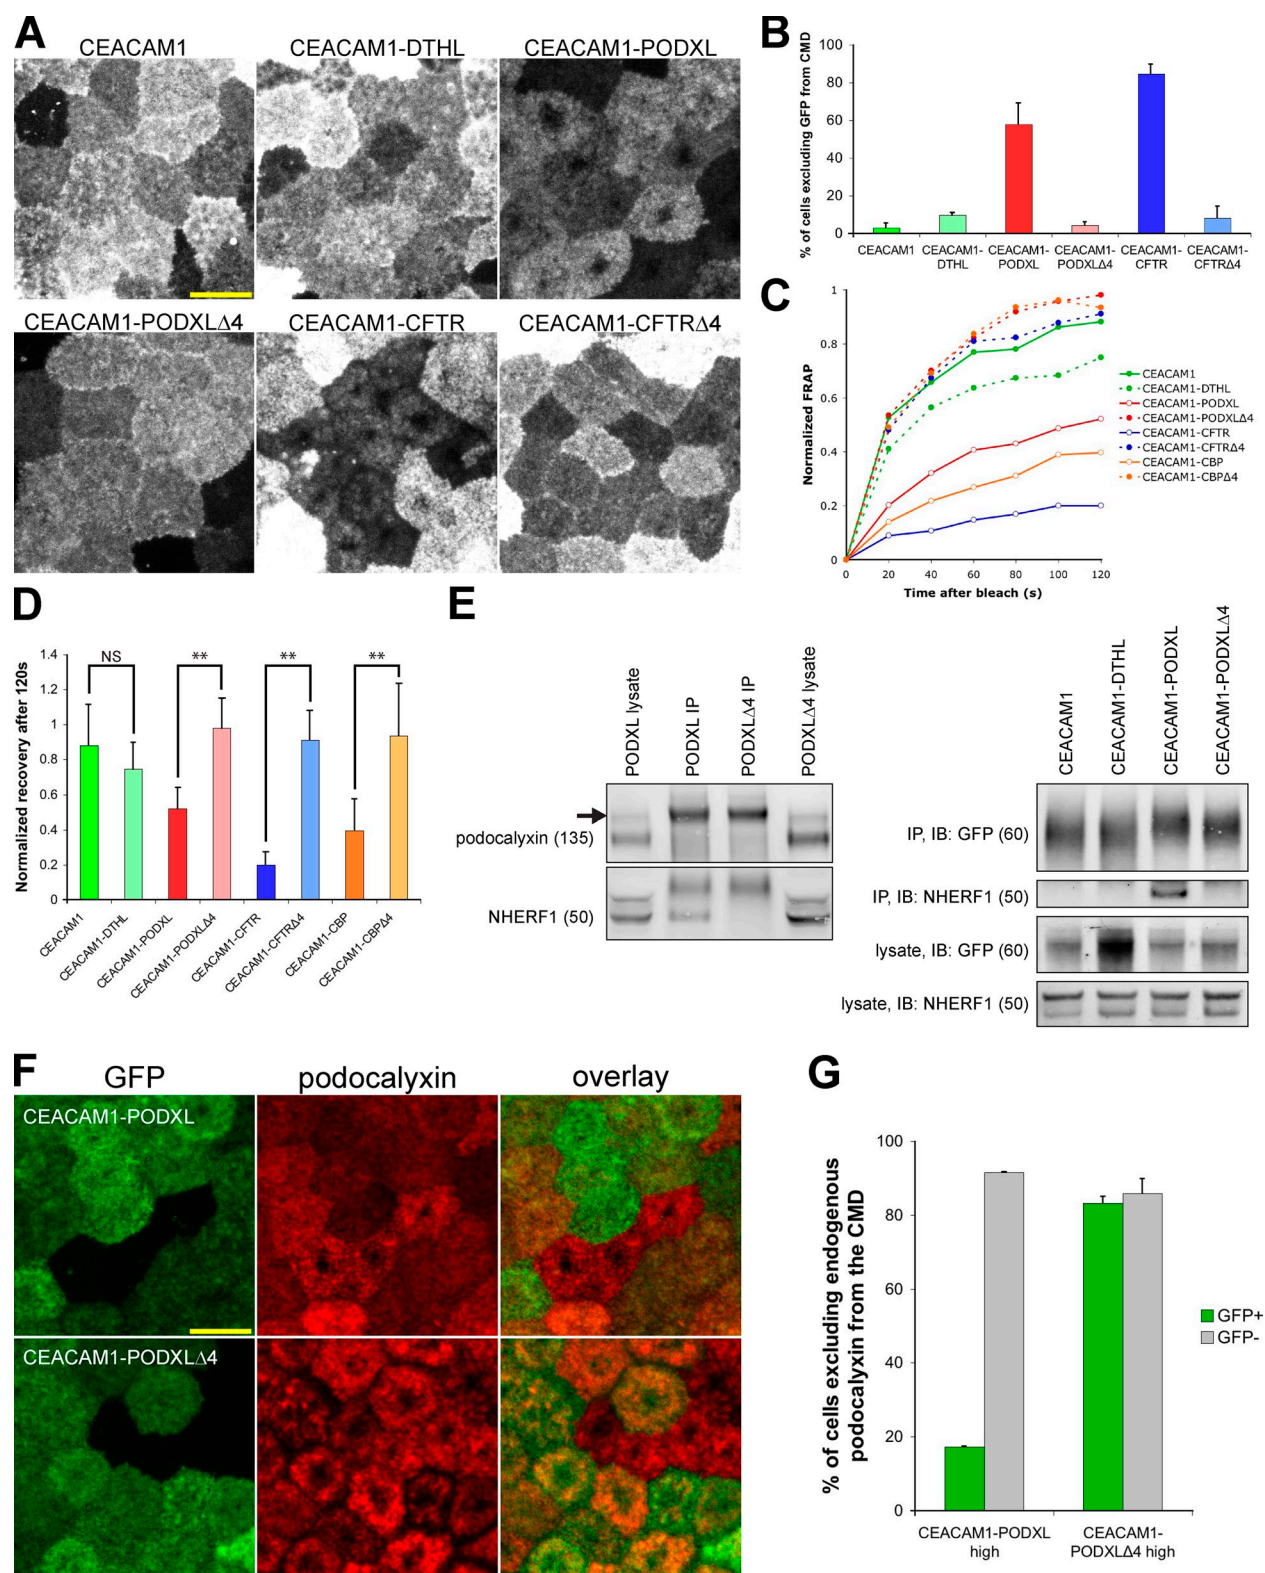 A
CEACAM1
CEACAM1-DTHL
CEACAM1-PODXL
CEACAM1-PODXLΔ4
CEACAM1-CFTR
CEACAM1-CFTRΔ4
B
% of cells excluding GFP from CMD
100
80
60
40
20
0
CEACAM1
CEACAM1-
DTHL
CEACAM1-
PODXL
CEACAM1-
PODXLΔ4
CEACAM1-
CFTR
CEACAM1-
CFTRΔ4
C
Normalized FRAP
1
0.8
0.6
0.4
0.2
0
0 20 40 60 80 100 120
Time after bleach (s)
CEACAM1
CEACAM1-DTHL
CEACAM1-PODXL
CEACAM1-PODXLΔ4
CEACAM1-CFTR
CEACAM1-CFTRΔ4
CEACAM1-CBP
CEACAM1-CBPΔ4
D
Normalized recovery after 120s
1.4
1.2
1
0.8
0.6
0.4
0.2
0
NS
**
**
**
CEACAM1
CEACAM1-DTHL
CEACAM1-PODXL
CEACAM1-PODXLΔ4
CEACAM1-CFTR
CEACAM1-CFTRΔ4
CEACAM1-CBP
CEACAM1-CBPΔ4
E
PODXL lysate
PODXL IP
PODXLΔ4 IP
PODXLΔ4 lysate
podocalyxin (135)
NHERF1 (50)
CEACAM1
CEACAM1-DTHL
CEACAM1-PODXL
CEACAM1-PODXLΔ4
IP, IB: GFP (60)
IP, IB: NHERF1 (50)
lysate, IB: GFP (60)
lysate, IB: NHERF1 (50)
F
GFP
podocalyxin
overlay
CEACAM1-PODXL
CEACAM1-PODXLΔ4
G
% of cells excluding endogenous
podocalyxin from the CMD
100
80
60
40
20
0
CEACAM1-PODXL
high
CEACAM1-
PODXLΔ4 high
GFP+
GFP-